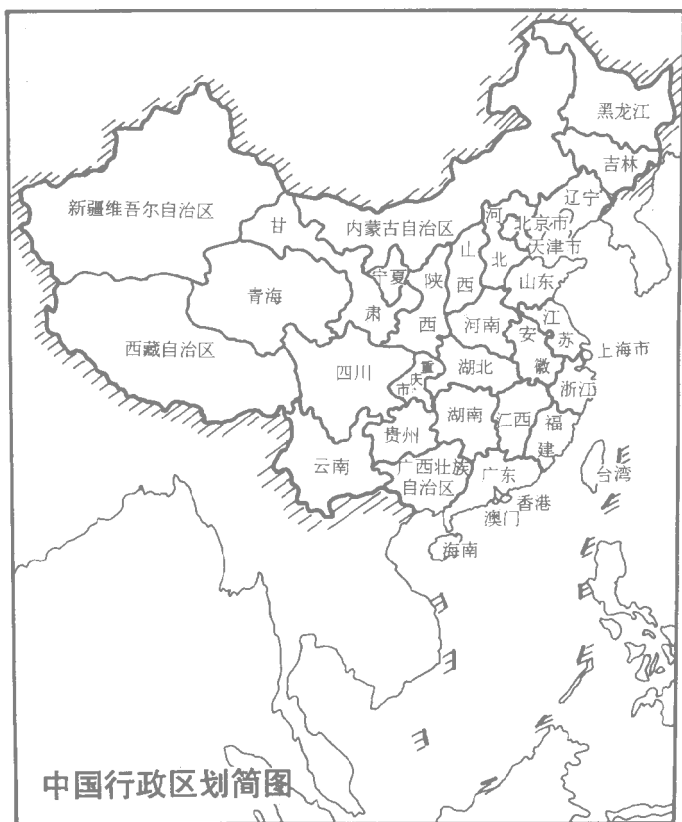 黑龙江
吉林
辽宁
新疆维吾尔自治区
甘肃
内蒙古自治区
河北
北京市
天津市
山西
宁夏
陕西
山东
青海
西藏自治区
河南
江苏
安徽
上海市
四川
重庆市
湖北
浙江
湖南
江西
福建
贵州
云南
广西壮族
自治区
广东
台湾
香港
澳门
海南
中国行政区划简图